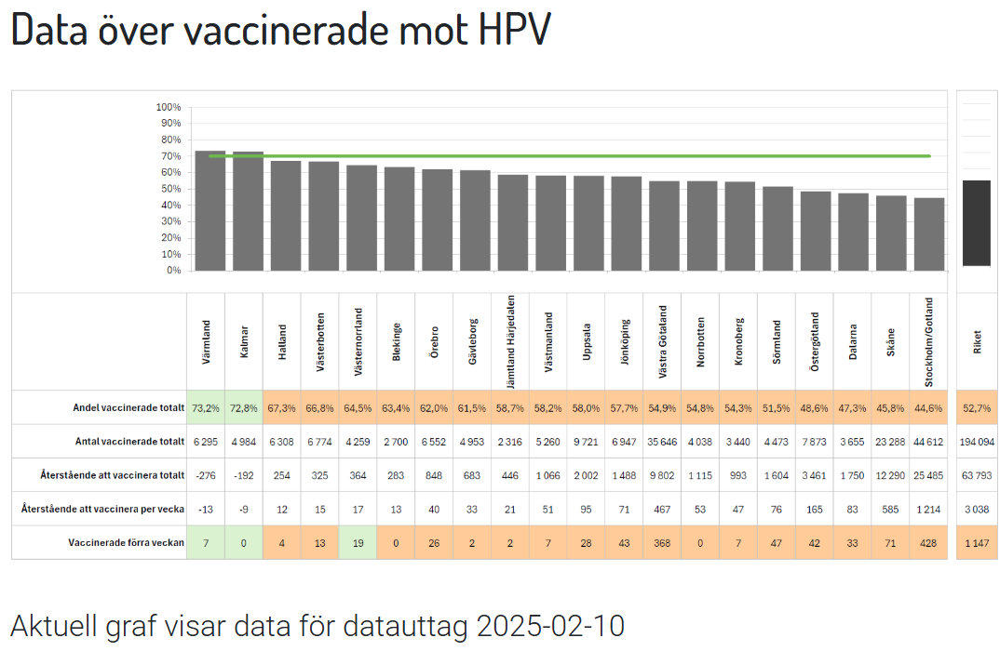 Data över vaccinerade mot HPV
100%
90%
80%
70%
60%
50%
40%
30%
20%
10%
0%
Värmland Kalmar Halland Västerbotten Västernorrland Blekinge Örebro Gävleborg Jämtland Härjedalen Västmanland Uppsala Jönköping Västra Götaland Norrbotten Kronoberg Sörmland Östergötland Dalarna Skåne Stockholm/Gotland Riket
Andel vaccinerade totalt 73,2% 72,8% 67,3% 66,8% 64,5% 63,4% 62,0% 61,5% 58,7% 58,2% 58,0% 57,7% 54,9% 54,8% 54,3% 51,5% 48,6% 47,3% 45,8% 44,6% 52,7%
Antal vaccinerade totalt 6 295 4 984 6 308 6 774 4 259 2 700 6 552 4 953 2 316 5 260 9 721 6 947 35 646 4 038 3 440 4 473 7 873 3 655 23 288 44 612 194 094
Återstående att vaccinera totalt -276 -192 254 325 364 283 848 683 446 1 066 2 002 1 488 9 802 1 115 993 1 604 3 461 1 750 12 290 25 485 63 793
Återstående att vaccinera per vecka -13 -9 12 15 17 13 40 33 21 51 95 71 467 53 47 76 165 83 585 1 214 3 038
Vaccinerade förra veckan 7 0 4 13 19 0 26 2 2 7 28 43 368 0 7 47 42 33 71 428 1 147
Aktuell graf visar data för datauttag 2025-02-10